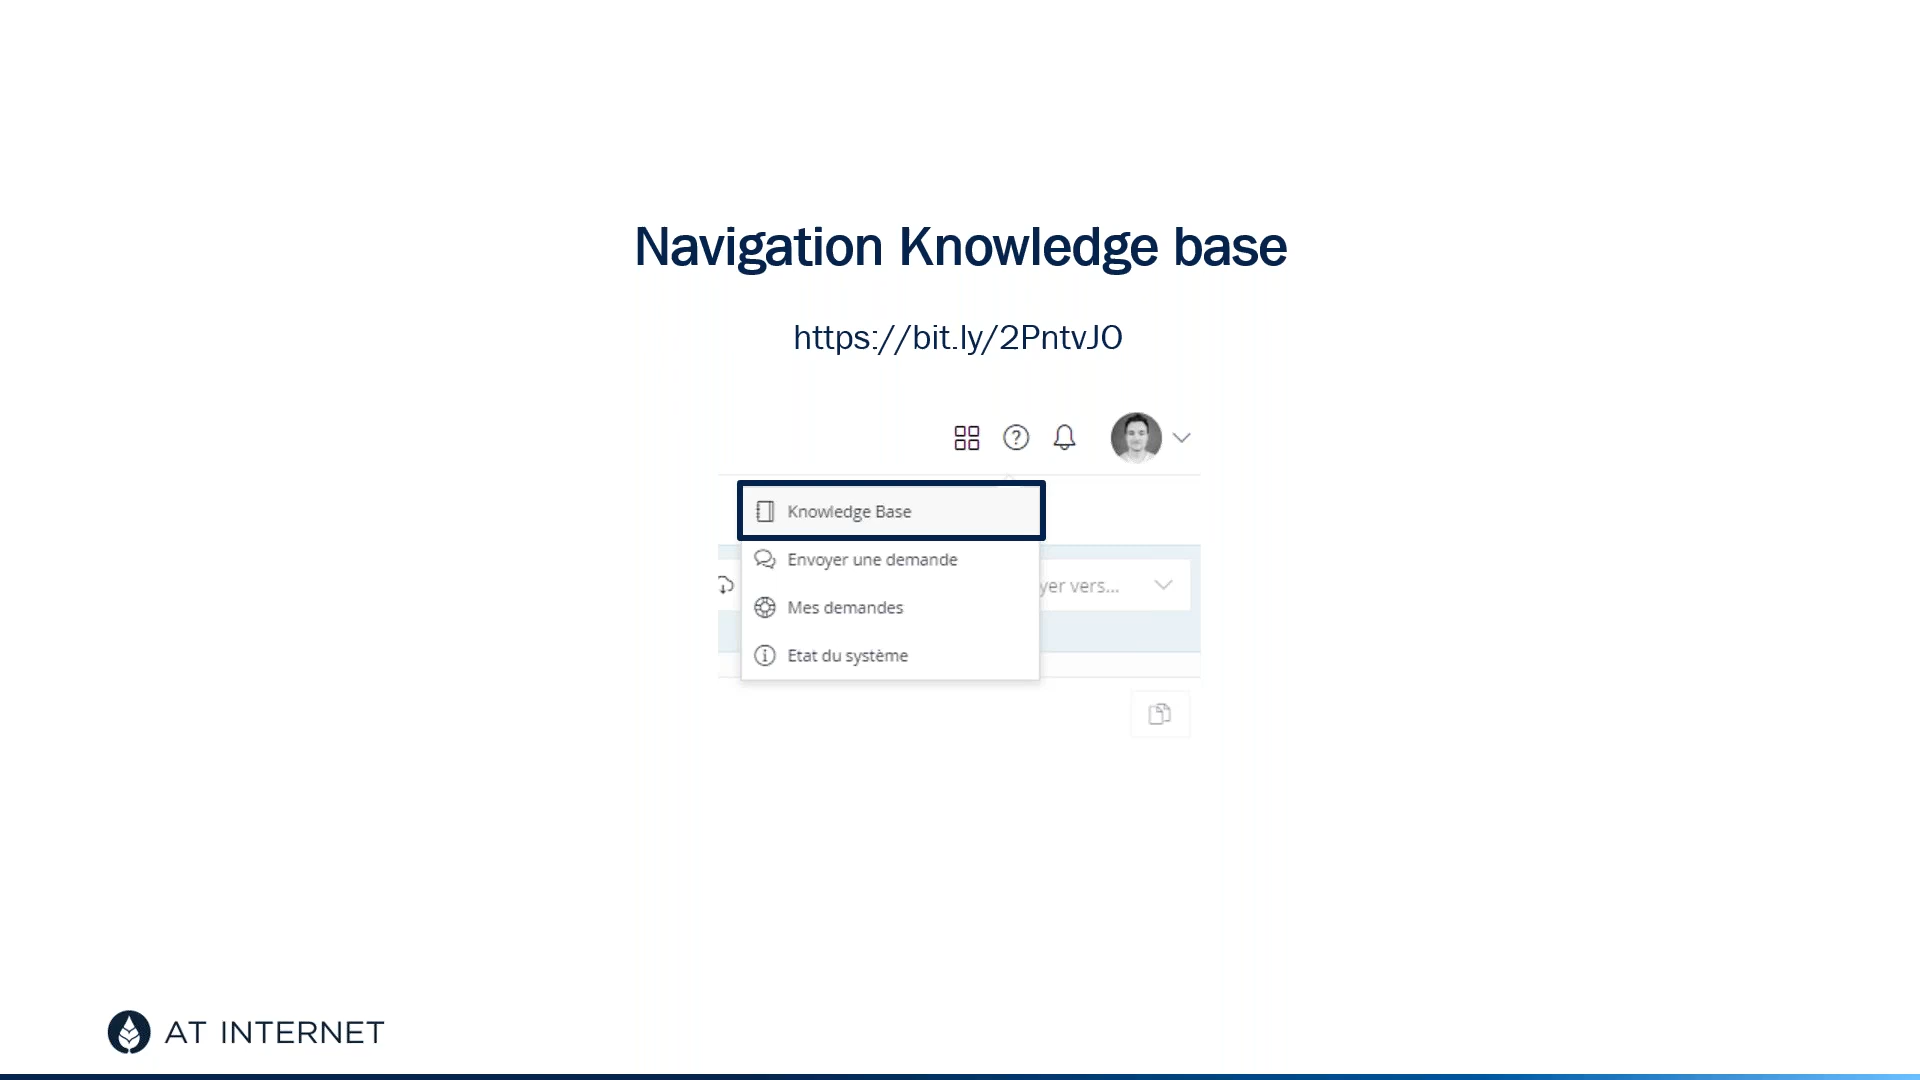 Navigation Knowledge base
https://bit.ly/2PntvJO
Knowledge Base
Envoyer une demande
yer vers...
Mes demandes
Etat du système
AT INTERNET